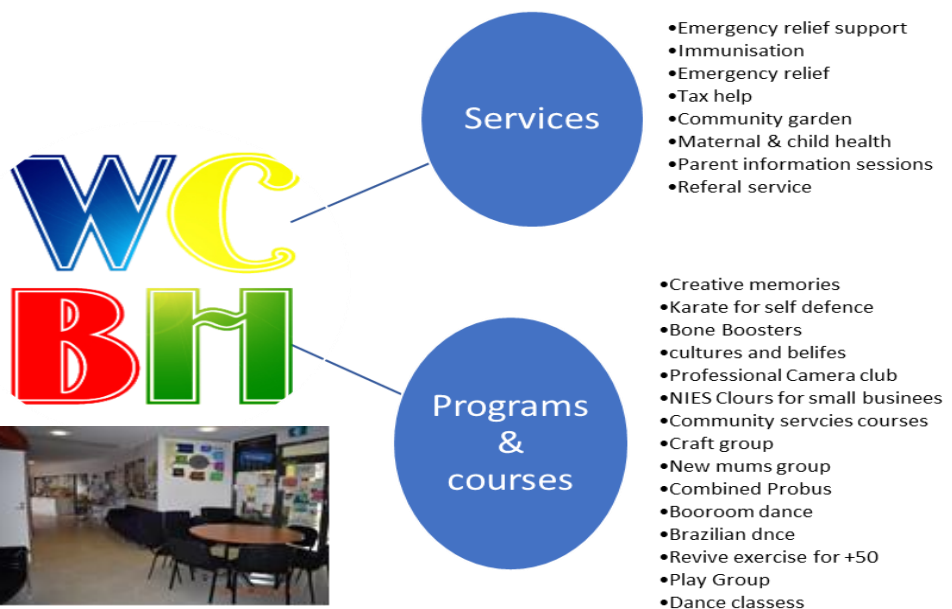 WC
BH
Services
•Emergency relief support
•Immunisation
•Emergency relief
•Tax help
•Community garden
•Maternal & child health
•Parent information sessions
•Referal service
Programs
&
courses
•Creative memories
•Karate for self defence
•Bone Boosters
•cultures and belifes
•Professional Camera club
•NIES Clours for small businees
•Community servcies courses
•Craft group
•New mums group
•Combined Probus
•Booroom dance
•Brazilian dnce
•Revive exercise for +50
•Play Group
•Dance classess